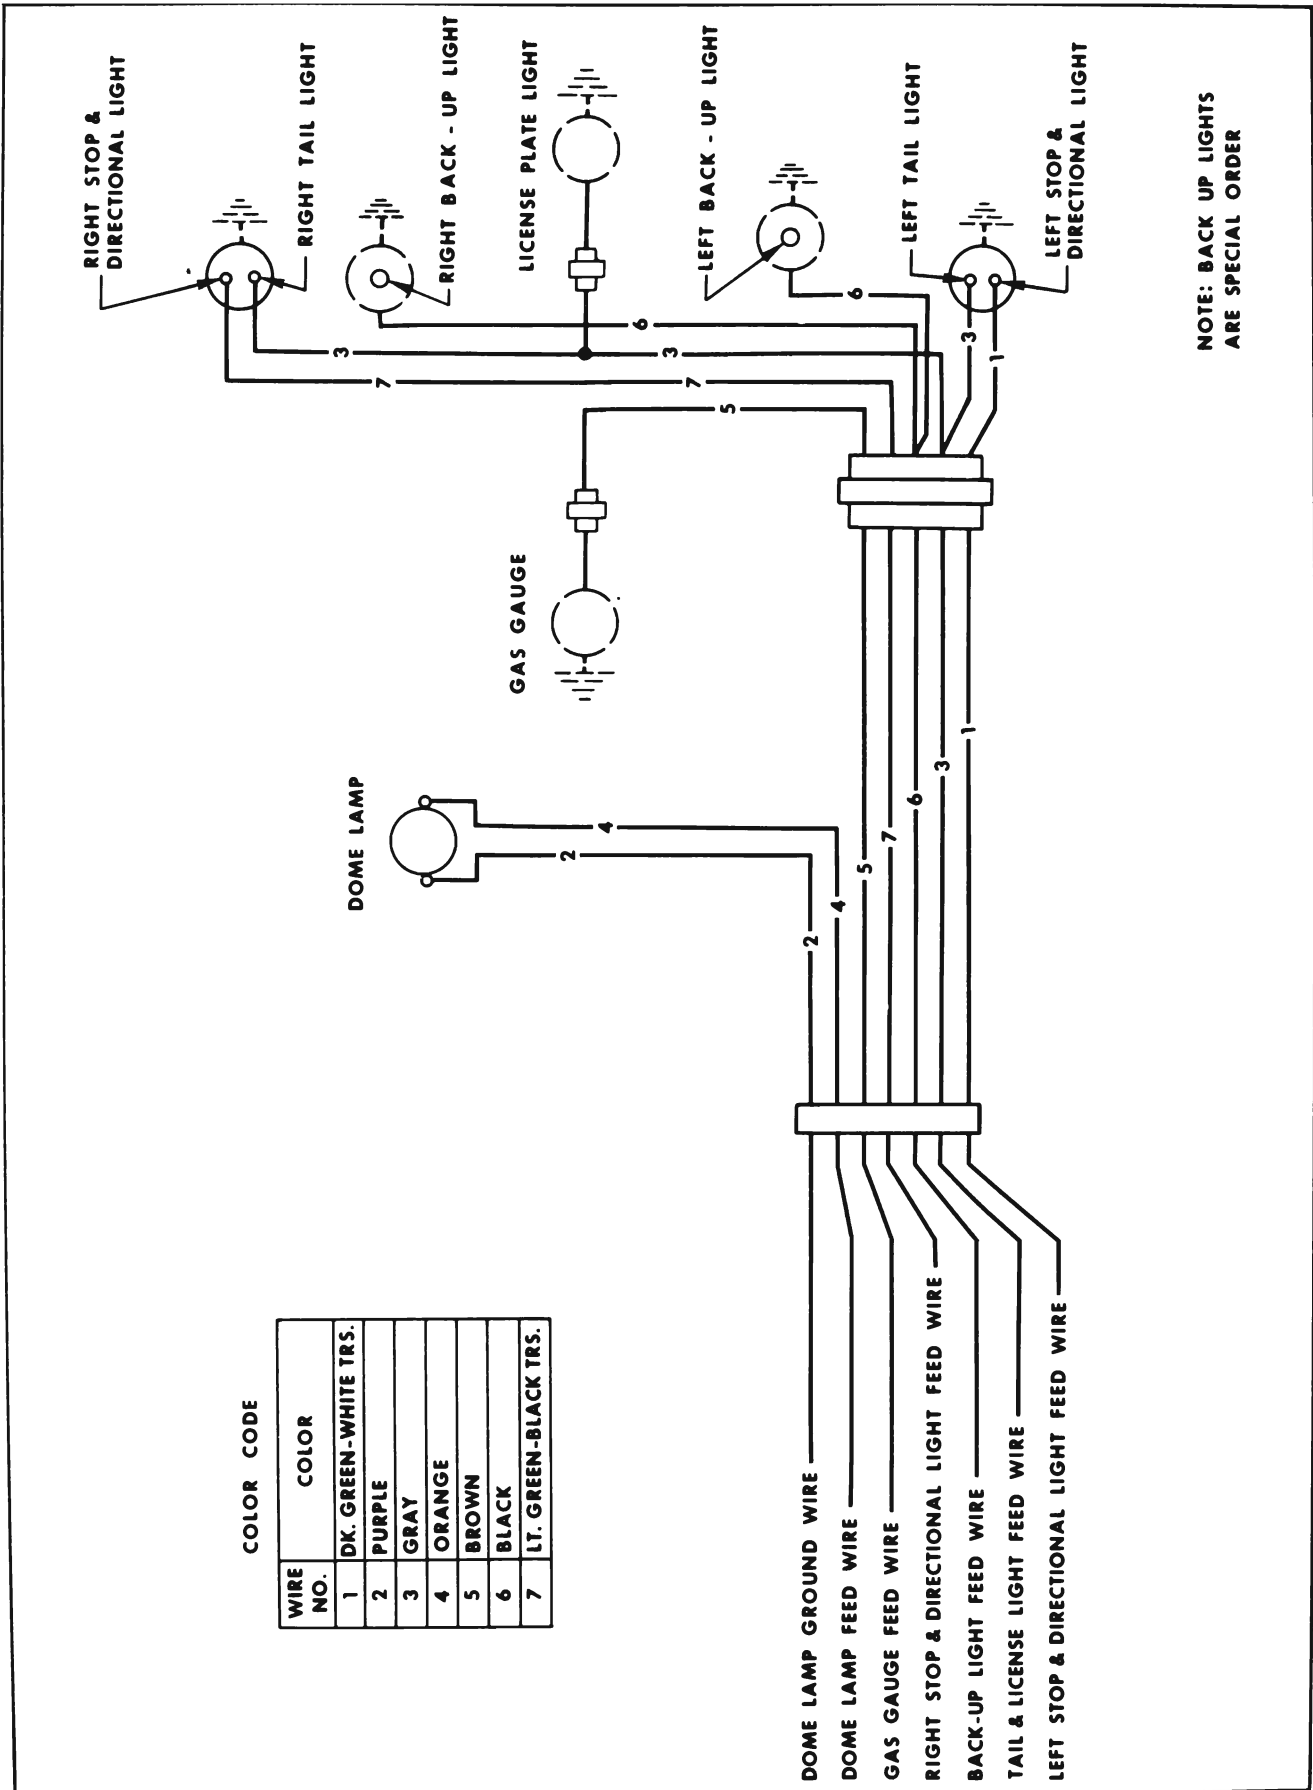 COLOR CODE
WIRE NO. COLOR
1 DK. GREEN-WHITE TRS.
2 PURPLE
3 GRAY
4 ORANGE
5 BROWN
6 BLACK
7 LT. GREEN-BLACK TRS.
DOME LAMP
GAS GAUGE
RIGHT STOP &
DIRECTIONAL LIGHT
RIGHT TAIL LIGHT
RIGHT BACK - UP LIGHT
LICENSE PLATE LIGHT
LEFT BACK - UP LIGHT
LEFT TAIL LIGHT
LEFT STOP &
DIRECTIONAL LIGHT
7
3
6
7
3
5
6
3
1
4
2
2
4
5
7
6
3
1
DOME LAMP GROUND WIRE
DOME LAMP FEED WIRE
GAS GAUGE FEED WIRE
RIGHT STOP & DIRECTIONAL LIGHT FEED WIRE
BACK-UP LIGHT FEED WIRE
TAIL & LICENSE LIGHT FEED WIRE
LEFT STOP & DIRECTIONAL LIGHT FEED WIRE
NOTE: BACK UP LIGHTS
ARE SPECIAL ORDER